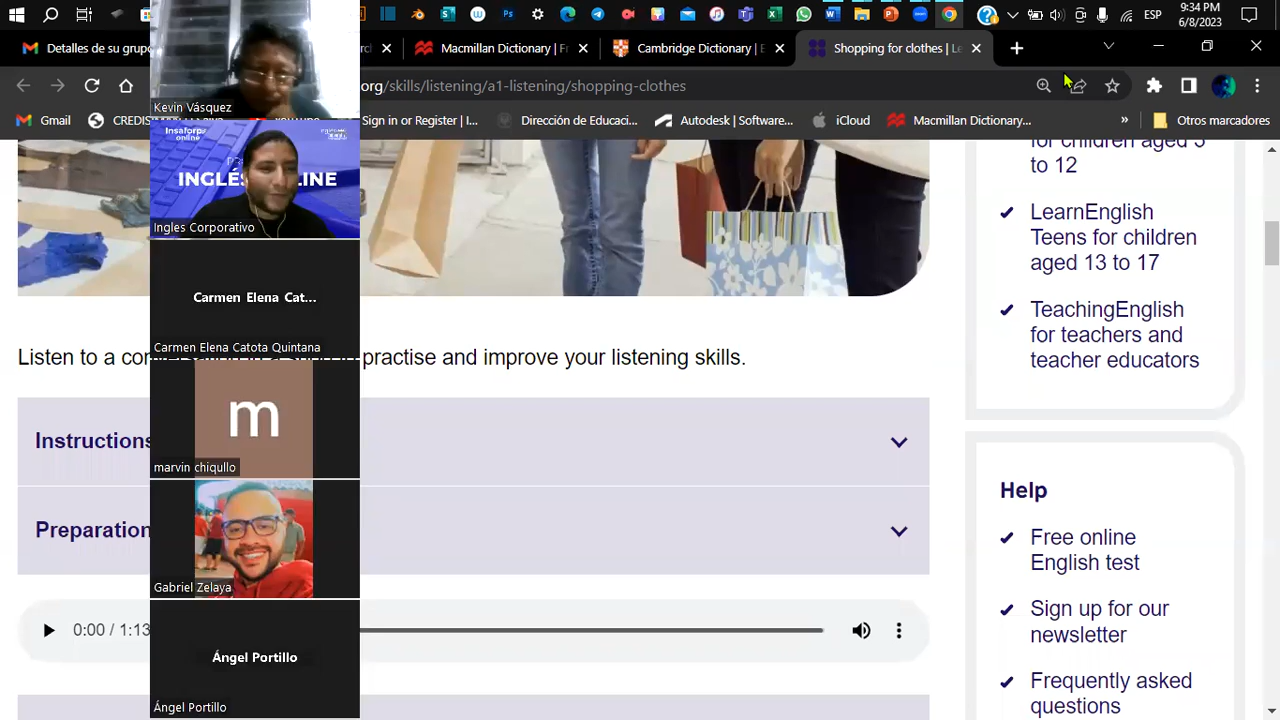 9:34 PM
ESP
6/8/2023
Detalles de su grupo
Macmillan Dictionary | Fr
Cambridge Dictionary | E
Shopping for clothes | Le
org/skills/listening/a1-listening/shopping-clothes
Gmail
CREDIS
Sign in or Register | I...
Dirección de Educaci...
Autodesk | Software...
iCloud
Macmillan Dictionary...
»
Otros marcadores
Kevin Vásquez
Insaforp
online
INGLÉS ONLINE
Ingles Corporativo
Carmen Elena Cat...
Carmen Elena Catota Quintana
m
marvin chiqullo
Gabriel Zelaya
Ángel Portillo
Ángel Portillo
Listen to a practise and improve your listening skills.
Instructions
Preparation
0:00 / 1:13
for children aged 5
to 12
LearnEnglish
Teens for children
aged 13 to 17
TeachingEnglish
for teachers and
teacher educators
Help
Free online
English test
Sign up for our
newsletter
Frequently asked
questions